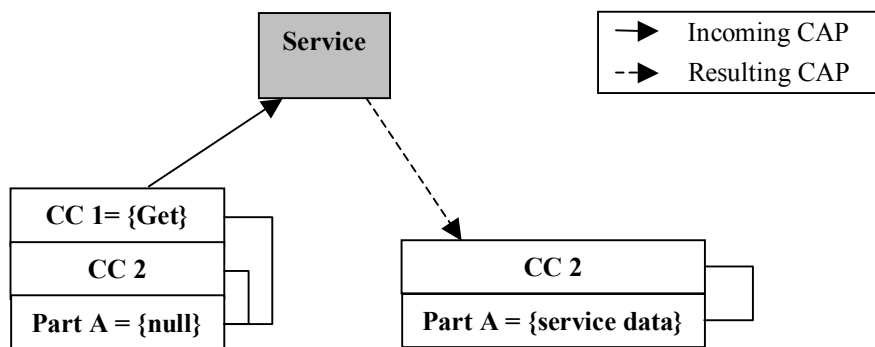 Service
Incoming CAP
Resulting CAP
CC 1= {Get}
CC 2
Part A = {null}
CC 2
Part A = {service data}